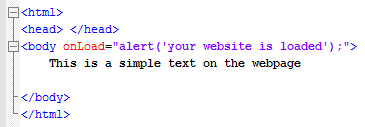 <html>
<head> </head>
<body onLoad="alert('your website is loaded');">
This is a simple text on the webpage
</body>
</html>